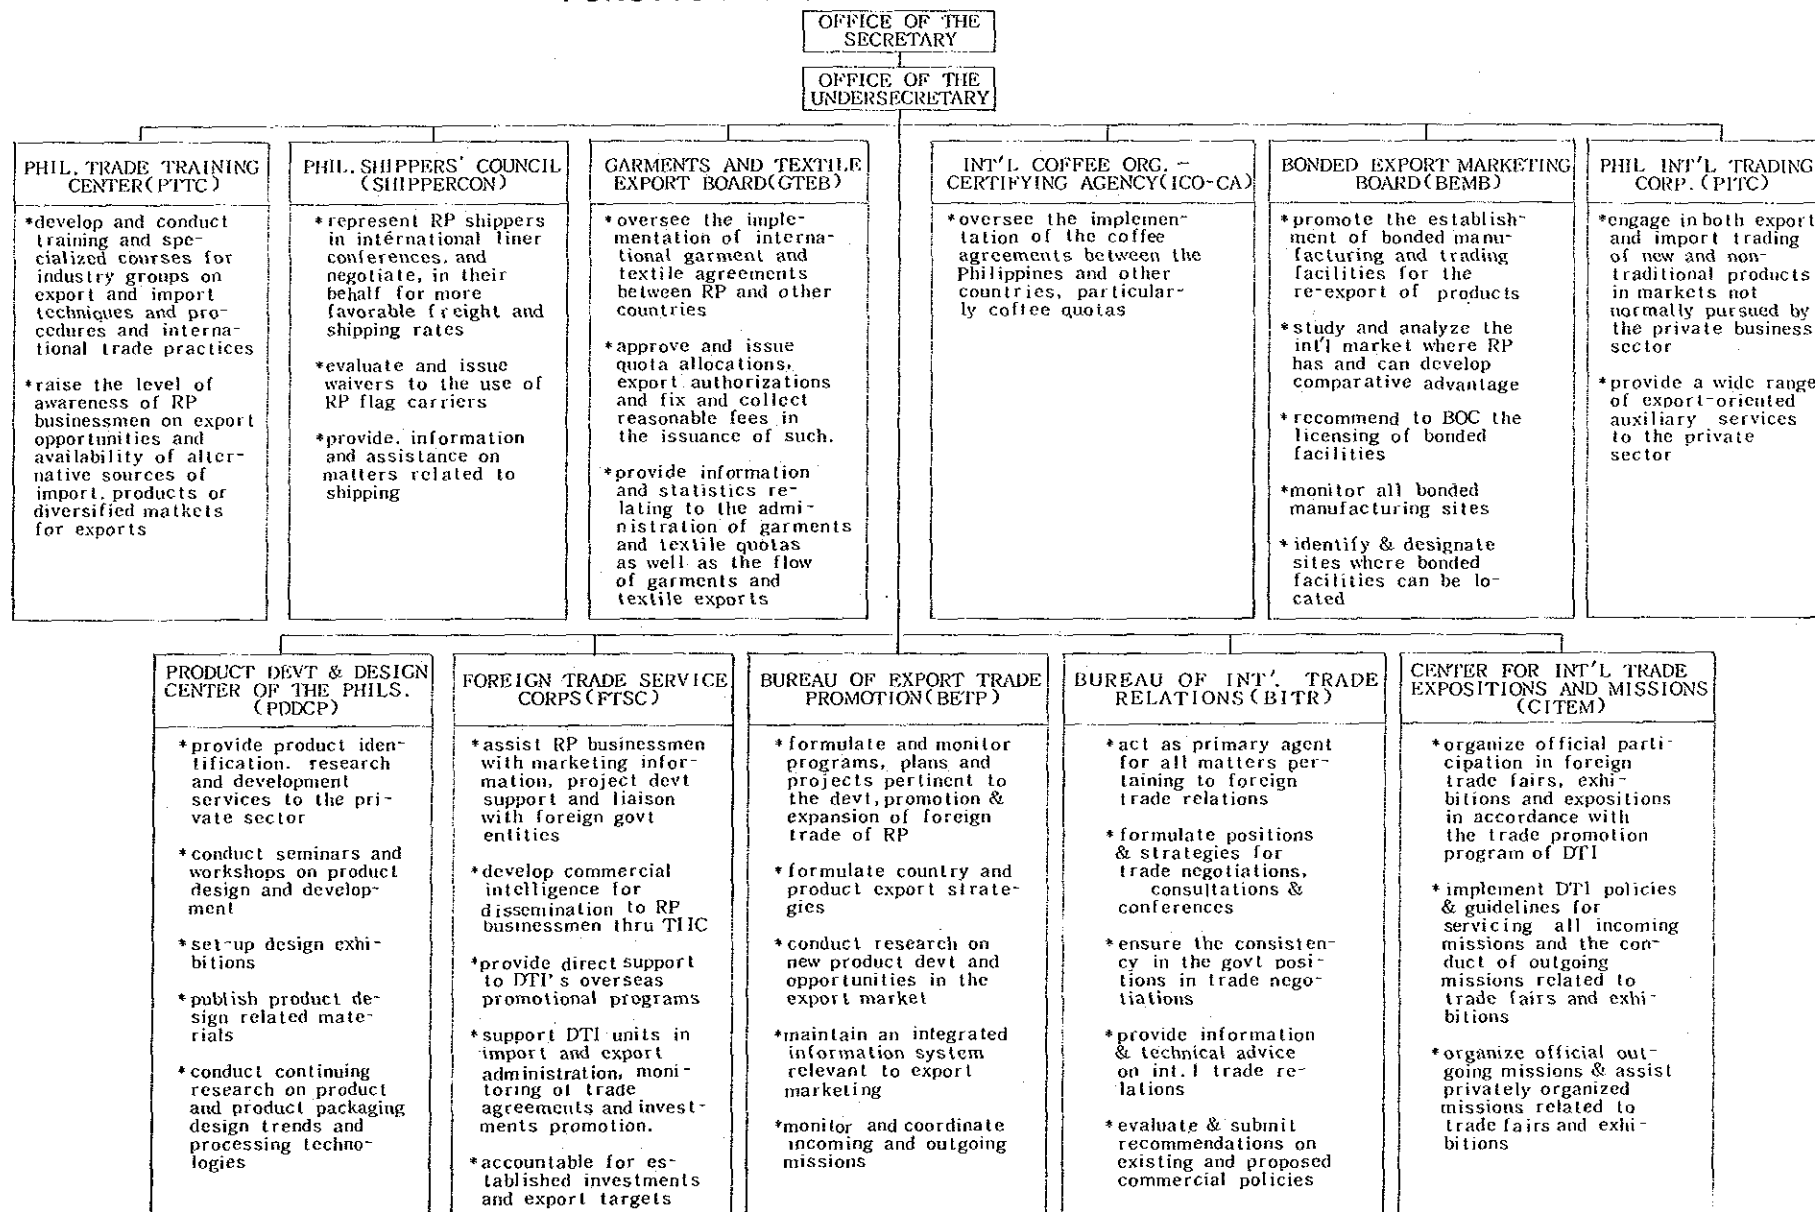 OFFICE OF THE
SECRETARY
OFFICE OF THE
UNDERSECRETARY
PHIL. TRADE TRAINING
CENTER(PTTC)
*develop and conduct
training and spe-
cialized courses for
industry groups on
export and import
techniques and pro-
cedures and interna-
tional trade practices
*raise the level of
awareness of RP
businessmen on export
opportunities and
availability of alter-
native sources of
import. products or
diversified matkets
for exports
PHIL. SHIPPERS' COUNCIL
(SHIPPERCON)
*represent RP shippers
in international liner
conferences, and
negotiate, in their
behalf for more
favorable freight and
shipping rates
*evaluate and issue
waivers to the use of
RP flag carriers
*provide. information
and assistance on
matters related to
shipping
GARMENTS AND TEXTILE
EXPORT BOARD(GTEB)
*oversee the imple-
mentation of interna-
tional garment and
textile agreements
between RP and other
countries
*approve and issue
quota allocations,
export authorizations
and fix and collect
reasonable fees in
the issuance of such.
*provide information
and statistics re-
lating to the admi-
nistration of garments
and textile quotas
as well as the flow
of garments and
textile exports
INT'L COFFEE ORG. -
CERTIFYING AGENCY(ICO-CA)
*oversee the implemen-
tation of the coffee
agreements between the
Philippines and other
countries, particular-
ly coffee quotas
BONDED EXPORT MARKETING
BOARD(BEMB)
*promote the establish-
ment of bonded manu-
facturing and trading
facilities for the
re-export of products
*study and analyze the
int'l market where RP
has and can develop
comparative advantage
*recommend to BOC the
licensing of bonded
facilities
*monitor all bonded
manufacturing sites
*identify & designate
sites where bonded
facilities can be lo-
cated
PHIL INT'L TRADING
CORP. (PITC)
*engage in both export
and import trading
of new and non-
traditional products
in markets not
normally pursued by
the private business
sector
*provide a wide range
of export-oriented
auxiliary services
to the private
sector
PRODUCT DEVT & DESIGN
CENTER OF THE PHILS.
(PDDCP)
*provide product iden-
tification. research
and development
services to the pri-
vate sector
*conduct seminars and
workshops on product
design and develop-
ment
*set-up design exhi-
bitions
*publish product de-
sign related mate-
rials
*conduct continuing
research on product
and product packaging
design trends and
processing techno-
logies
FOREIGN TRADE SERVICE
CORPS(FTSC)
*assist RP businessmen
with marketing infor-
mation, project devt
support and liaison
with foreign govt
entities
*develop commercial
intelligence for
dissemination to RP
businessmen thru TIIC
*provide direct support
to DTI's overseas
promotional programs
*support DTI units in
import and export
administration, moni-
toring of trade
agreements and invest-
ments promotion.
*accountable for es-
tablished investments
and export targets
BUREAU OF EXPORT TRADE
PROMOTION(BETP)
*formulate and monitor
programs, plans and
projects pertinent to
the devt, promotion &
expansion of foreign
trade of RP
*formulate country and
product export strate-
gies
*conduct research on
new product devt and
opportunities in the
export market
*maintain an integrated
information system
relevant to export
marketing
*monitor and coordinate
incoming and outgoing
missions
BUREAU OF INT'. TRADE
RELATIONS(BITR)
*act as primary agent
for all matters per-
taining to foreign
trade relations
*formulate positions
& strategies for
trade negotiations,
consultations &
conferences
*ensure the consisten-
cy in the govt posi-
tions in trade nego-
tiations
*provide information
& technical advice
on int.l trade re-
lations
*evaluate & submit
recommendations on
existing and proposed
commercial policies
CENTER FOR INT'L TRADE
EXPOSITIONS AND MISSIONS
(CITEM)
*organize official parti-
cipation in foreign
trade fairs, exhi-
bitions and expositions
in accordance with
the trade promotion
program of DTI
*implement DTI policies
& guidelines for
servicing all incoming
missions and the con-
duct of outgoing
missions related to
trade fairs and exhi-
bitions
*organize official out-
going missions & assist
privately organized
missions related to
trade fairs and exhi-
bitions